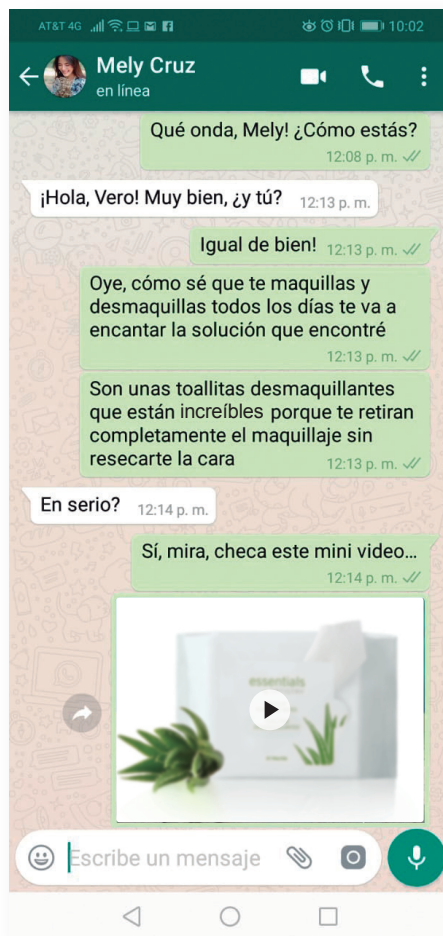 AT&T 4G 10:02
Mely Cruz
en línea
Qué onda, Mely! ¿Cómo estás?
12:08 p. m.
¡Hola, Vero! Muy bien, ¿y tú? 12:13 p. m.
Igual de bien! 12:13 p. m.
Oye, cómo sé que te maquillas y
desmaquillas todos los días te va a
encantar la solución que encontré
12:13 p. m.
Son unas toallitas desmaquillantes
que están increíbles porque te retiran
completamente el maquillaje sin
resecarte la cara 12:13 p. m.
En serio? 12:14 p. m.
Sí, mira, checa este mini video...
12:14 p. m.
essentials
Escribe un mensaje